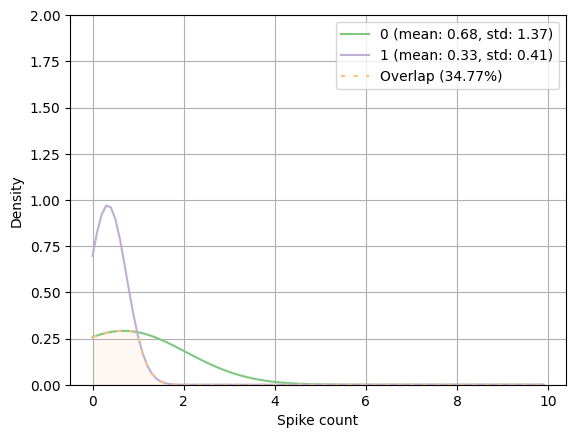 2.00
1.75
1.50
1.25
1.00
0.75
0.50
0.25
0.00
Density
0 (mean: 0.68, std: 1.37)
1 (mean: 0.33, std: 0.41)
Overlap (34.77%)
0 2 4 6 8 10
Spike count